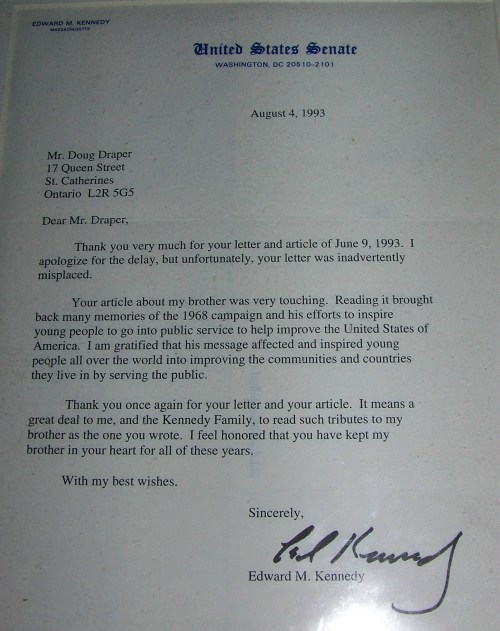 EDWARD M. KENNEDY
MASSACHUSETTS
United States Senate
WASHINGTON, DC 20510-2101
August 4, 1993
Mr. Doug Draper
17 Queen Street
St. Catherines
Ontario L2R 5G5
Dear Mr. Draper,
Thank you very much for your letter and article of June 9, 1993. I
apologize for the delay, but unfortunately, your letter was inadvertently
misplaced.
Your article about my brother was very touching. Reading it brought
back many memories of the 1968 campaign and his efforts to inspire
young people to go into public service to help improve the United States of
America. I am gratified that his message affected and inspired young
people all over the world into improving the communities and countries
they live in by serving the public.
Thank you once again for your letter and your article. It means a
great deal to me, and the Kennedy Family, to read such tributes to my
brother as the one you wrote. I feel honored that you have kept my
brother in your heart for all of these years.
With my best wishes.
Sincerely,
Ted Kennedy
Edward M. Kennedy